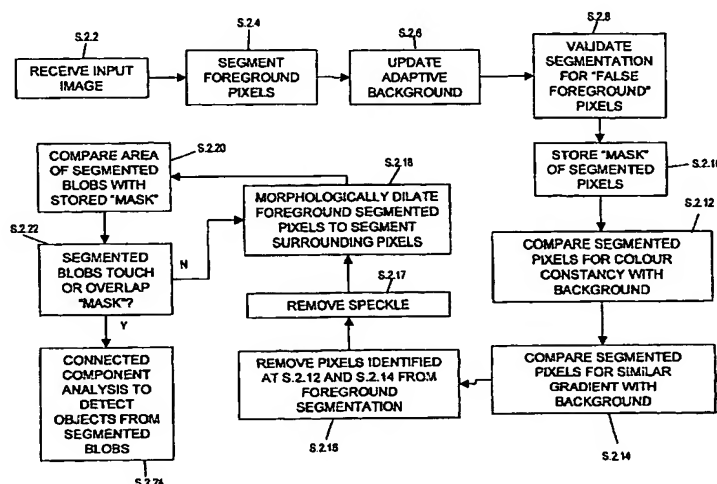 S.2.2
RECEIVE INPUT
IMAGE
S.2.4
SEGMENT
FOREGROUND
PIXELS
S.2.6
UPDATE
ADAPTIVE
BACKGROUND
S.2.8
VALIDATE
SEGMENTATION
FOR "FALSE
FOREGROUND"
PIXELS
STORE "MASK"
OF SEGMENTED
PIXELS
S.2.10
S.2.12
COMPARE SEGMENTED
PIXELS FOR COLOUR
CONSTANCY WITH
BACKGROUND
COMPARE SEGMENTED
PIXELS FOR SIMILAR
GRADIENT WITH
BACKGROUND
S.2.14
REMOVE PIXELS IDENTIFIED
AT S.2.12 AND S.2.14 FROM
FOREGROUND
SEGMENTATION
S.2.16
S.2.17
REMOVE SPECKLE
S.2.18
MORPHOLOGICALLY DILATE
FOREGROUND SEGMENTED
PIXELS TO SEGMENT
SURROUNDING PIXELS
S.2.20
COMPARE AREA
OF SEGMENTED
BLOBS WITH
STORED "MASK"
S.2.22
SEGMENTED
BLOBS TOUCH
OR OVERLAP
"MASK"?
N
Y
CONNECTED
COMPONENT
ANALYSIS TO
DETECT
OBJECTS FROM
SEGMENTED
BLOBS
S.2.24